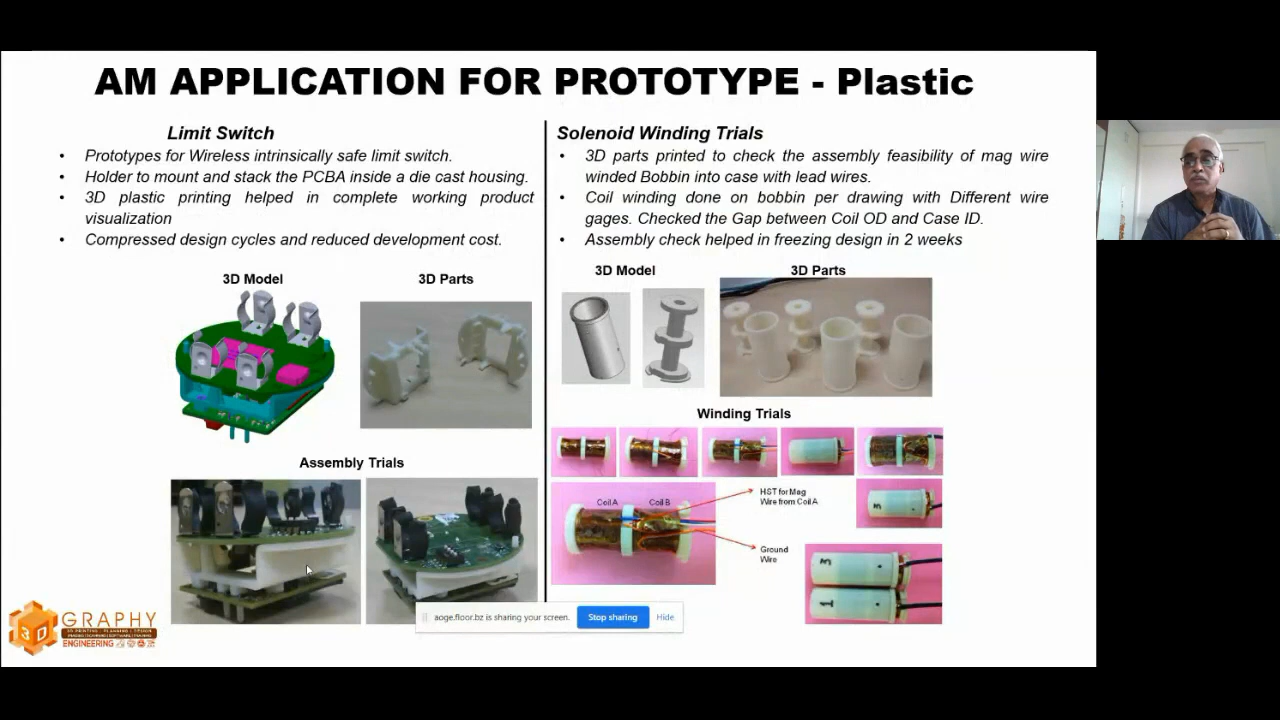 AM APPLICATION FOR PROTOTYPE - Plastic
Limit Switch
• Prototypes for Wireless intrinsically safe limit switch.
• Holder to mount and stack the PCBA inside a die cast housing.
• 3D plastic printing helped in complete working product
visualization
• Compressed design cycles and reduced development cost.
3D Model
3D Parts
Assembly Trials
Solenoid Winding Trials
• 3D parts printed to check the assembly feasibility of mag wire
winded Bobbin into case with lead wires.
• Coil winding done on bobbin per drawing with Different wire
gages. Checked the Gap between Coil OD and Case ID.
• Assembly check helped in freezing design in 2 weeks
3D Model
3D Parts
Winding Trials
Coil A
Coil B
HST for Mag
Wire from Coil A
Ground
Wire
3
3
1
3D
GRAPHY
ENGINEERING
aoge.floor.bz is sharing your screen.
Stop sharing
Hide